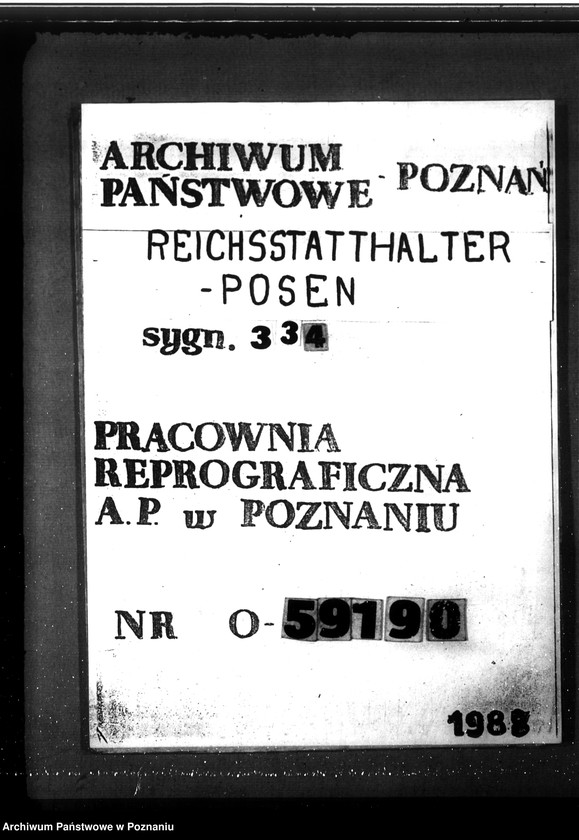 ARCHIWUM
PAŃSTWOWE - POZNAŃ
REICHSSTATTHALTER
-POSEN
sygn. 334
PRACOWNIA
REPROGRAFICZNA
A.P. w POZNANIU
NR O-59190
1988
Archiwum Państwowe w Poznaniu